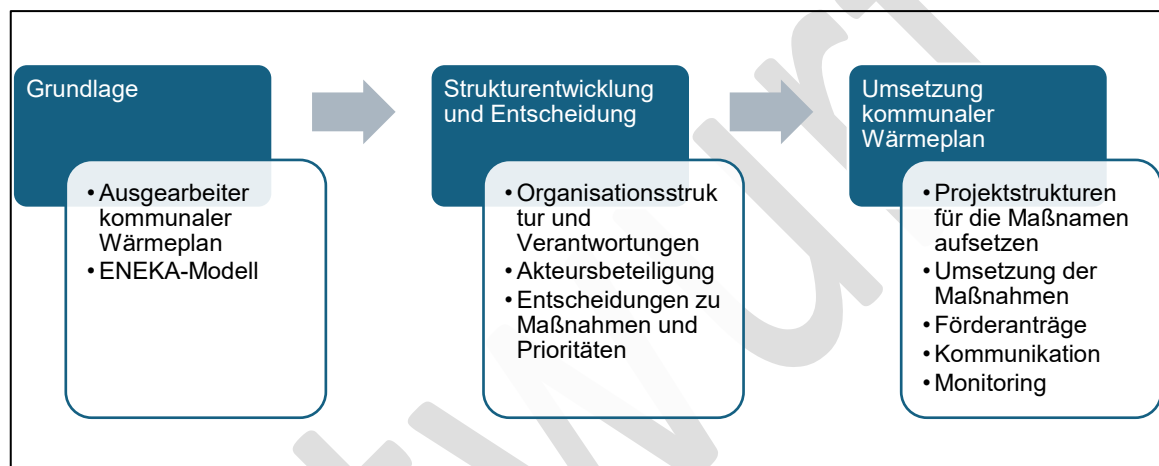 Grundlage
• Ausgearbeiter
kommunaler
Wärmeplan
• ENEKA-Modell
Strukturentwicklung
und Entscheidung
• Organisationsstruk
tur und
Verantwortungen
• Akteursbeteiligung
• Entscheidungen zu
Maßnahmen und
Prioritäten
Umsetzung
kommunaler
Wärmeplan
• Projektstrukturen
für die Maßnamen
aufsetzen
• Umsetzung der
Maßnahmen
• Förderanträge
• Kommunikation
• Monitoring
twurf